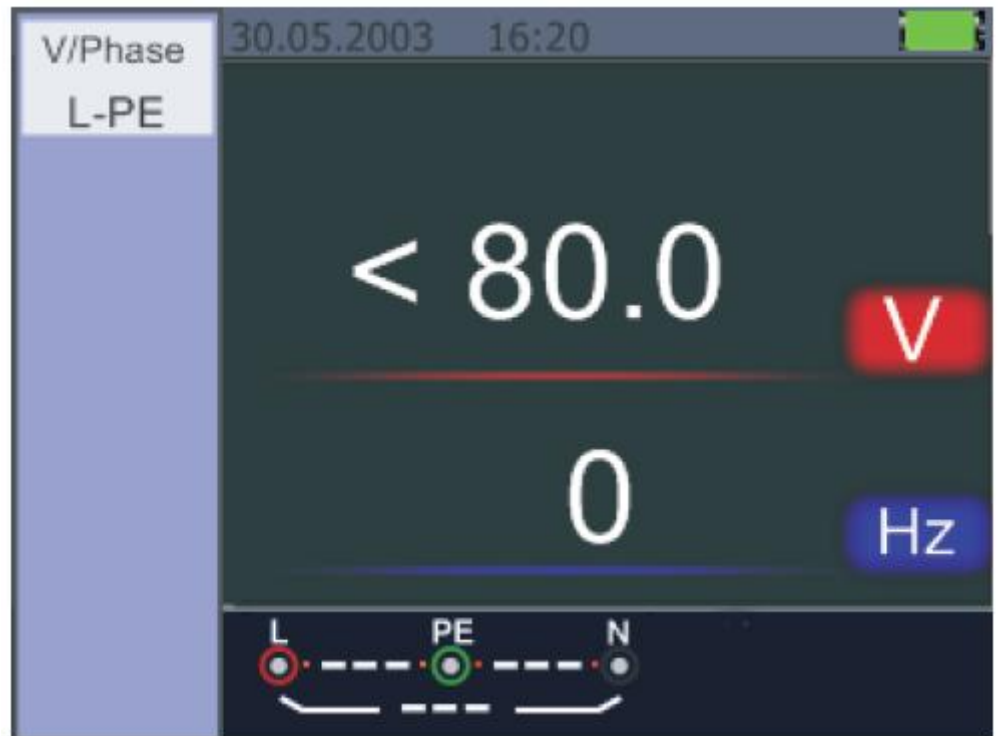 V/Phase
L-PE
30.05.2003 16:20
< 80.0
V
0
Hz
L PE N
--- ---
---